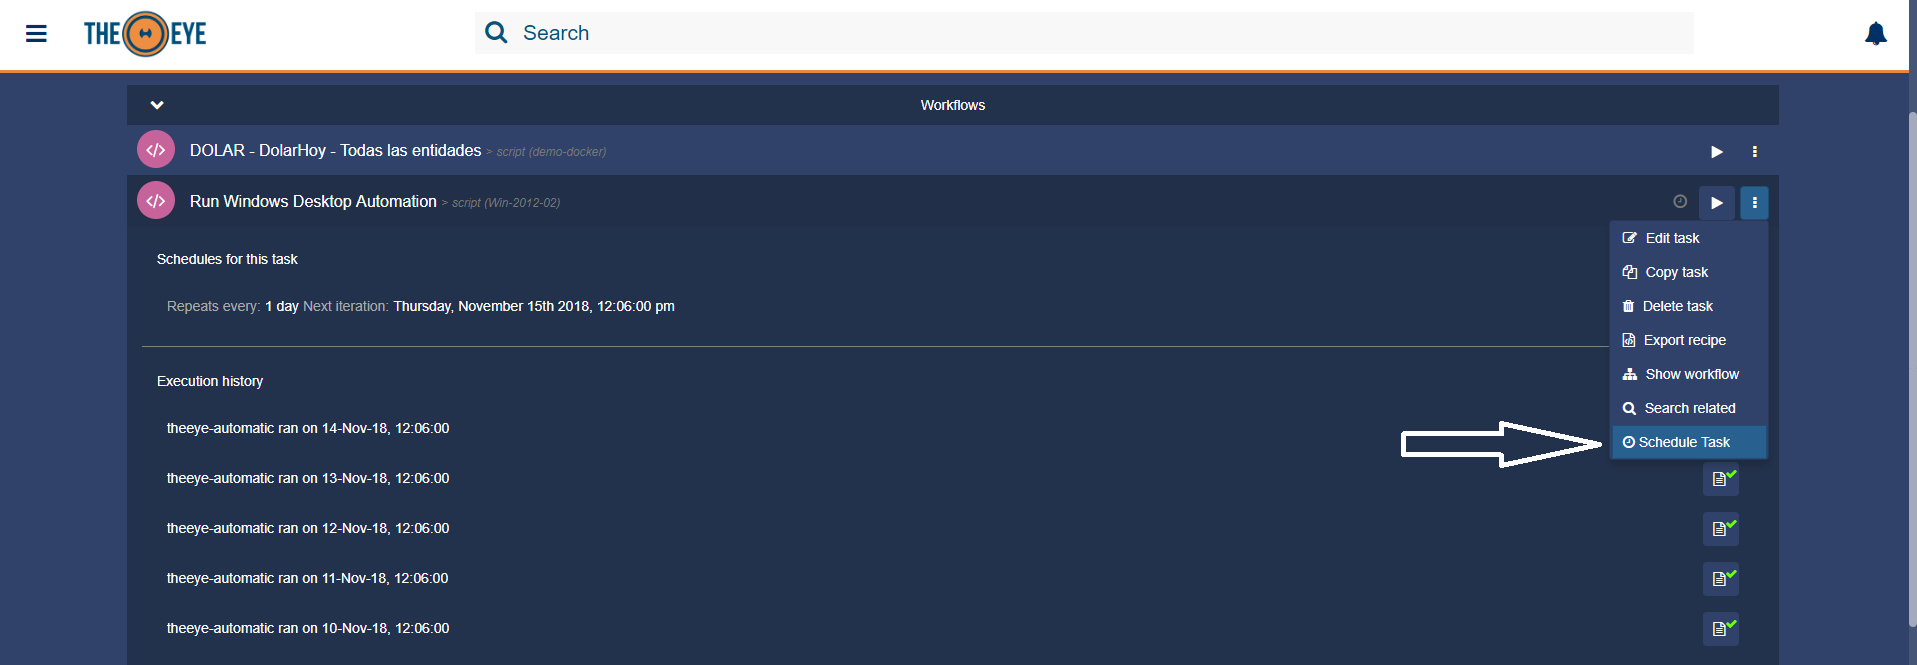 THE EYE
Search
Workflows
DOLAR - DolarHoy - Todas las entidades > script (demo-docker)
Run Windows Desktop Automation > script (Win-2012-02)
Edit task
Schedules for this task
Copy task
Repeats every: 1 day Next iteration: Thursday, November 15th 2018, 12:06:00 pm
Delete task
Export recipe
Show workflow
Execution history
Search related
theeye-automatic ran on 14-Nov-18, 12:06:00
Schedule Task
theeye-automatic ran on 13-Nov-18, 12:06:00
theeye-automatic ran on 12-Nov-18, 12:06:00
theeye-automatic ran on 11-Nov-18, 12:06:00
theeye-automatic ran on 10-Nov-18, 12:06:00